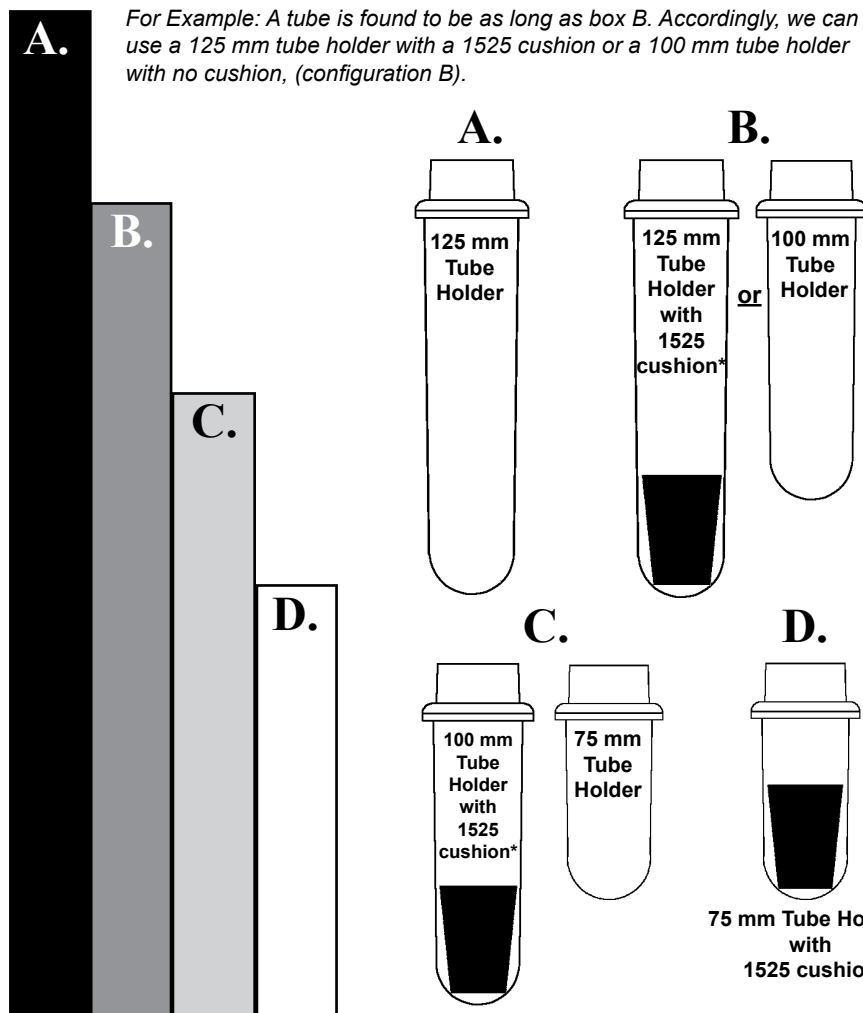 For Example: A tube is found to be as long as box B. Accordingly, we can
use a 125 mm tube holder with a 1525 cushion or a 100 mm tube holder
with no cushion, (configuration B).
A.
B.
C.
D.
A.
125 mm
Tube
Holder
B.
125 mm
Tube
Holder
with
1525
cushion*
or
100 mm
Tube
Holder
C.
100 mm
Tube
Holder
with
1525
cushion*
75 mm
Tube
Holder
D.
75 mm Tube
with
1525